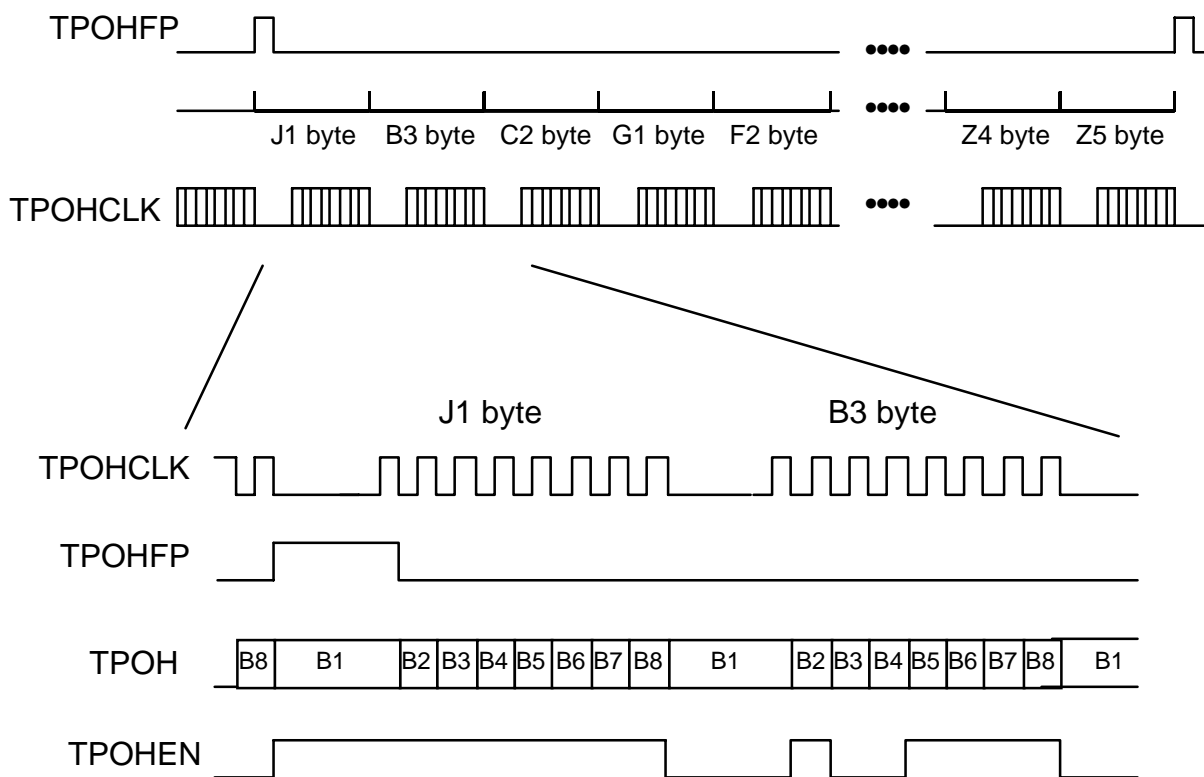 TPOHFP
J1 byte B3 byte C2 byte G1 byte F2 byte Z4 byte Z5 byte
TPOHCLK
J1 byte B3 byte
TPOHCLK
TPOHFP
TPOH B8 B1 B2 B3 B4 B5 B6 B7 B8 B1 B2 B3 B4 B5 B6 B7 B8 B1
TPOHEN